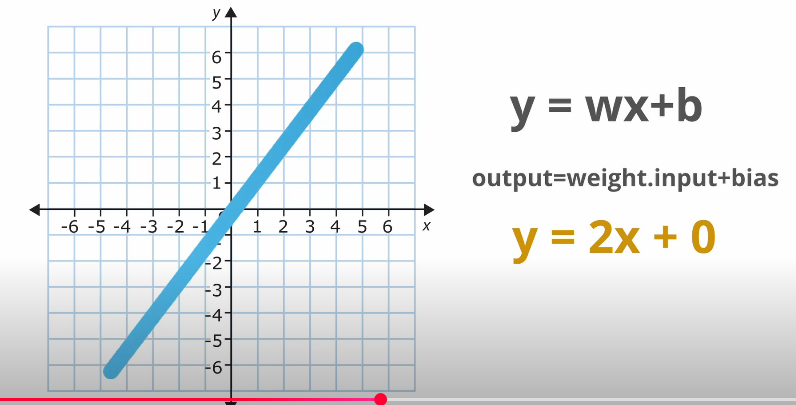 y
6
5
4
3
2
1
-6 -5 -4 -3 -2 -1 1 2 3 4 5 6 x
-2
-3
-4
-5
-6
y = wx+b
output=weight.input+bias
y = 2x + 0